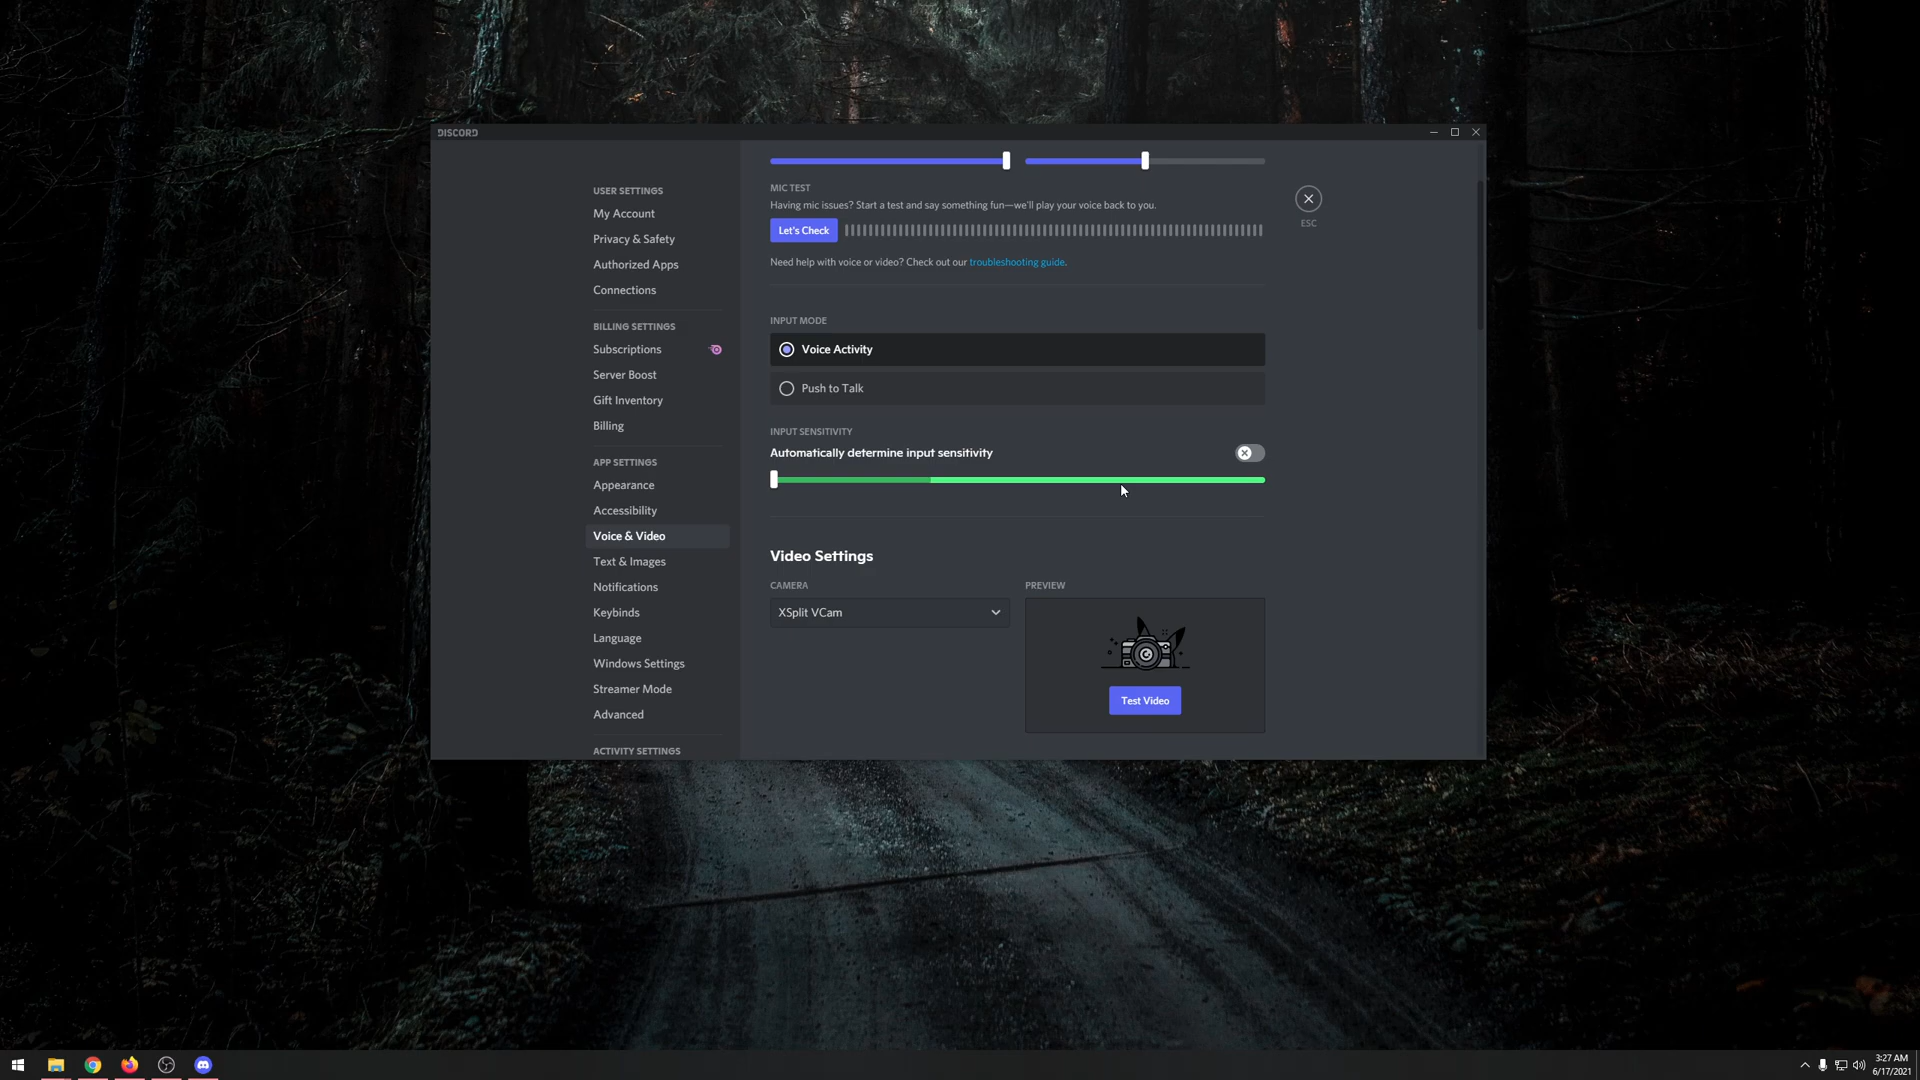 DISCORD
USER SETTINGS
My Account
Privacy & Safety
Authorized Apps
Connections
BILLING SETTINGS
Subscriptions
Server Boost
Gift Inventory
Billing
APP SETTINGS
Appearance
Accessibility
Voice & Video
Text & Images
Notifications
Keybinds
Language
Windows Settings
Streamer Mode
Advanced
ACTIVITY SETTINGS
MIC TEST
Having mic issues? Start a test and say something fun—we'll play your voice back to you.
Let's Check
Need help with voice or video? Check out our troubleshooting guide.
INPUT MODE
Voice Activity
Push to Talk
INPUT SENSITIVITY
Automatically determine input sensitivity
Video Settings
CAMERA
XSplit VCam
PREVIEW
Test Video
ESC
3:27 AM
6/17/2021